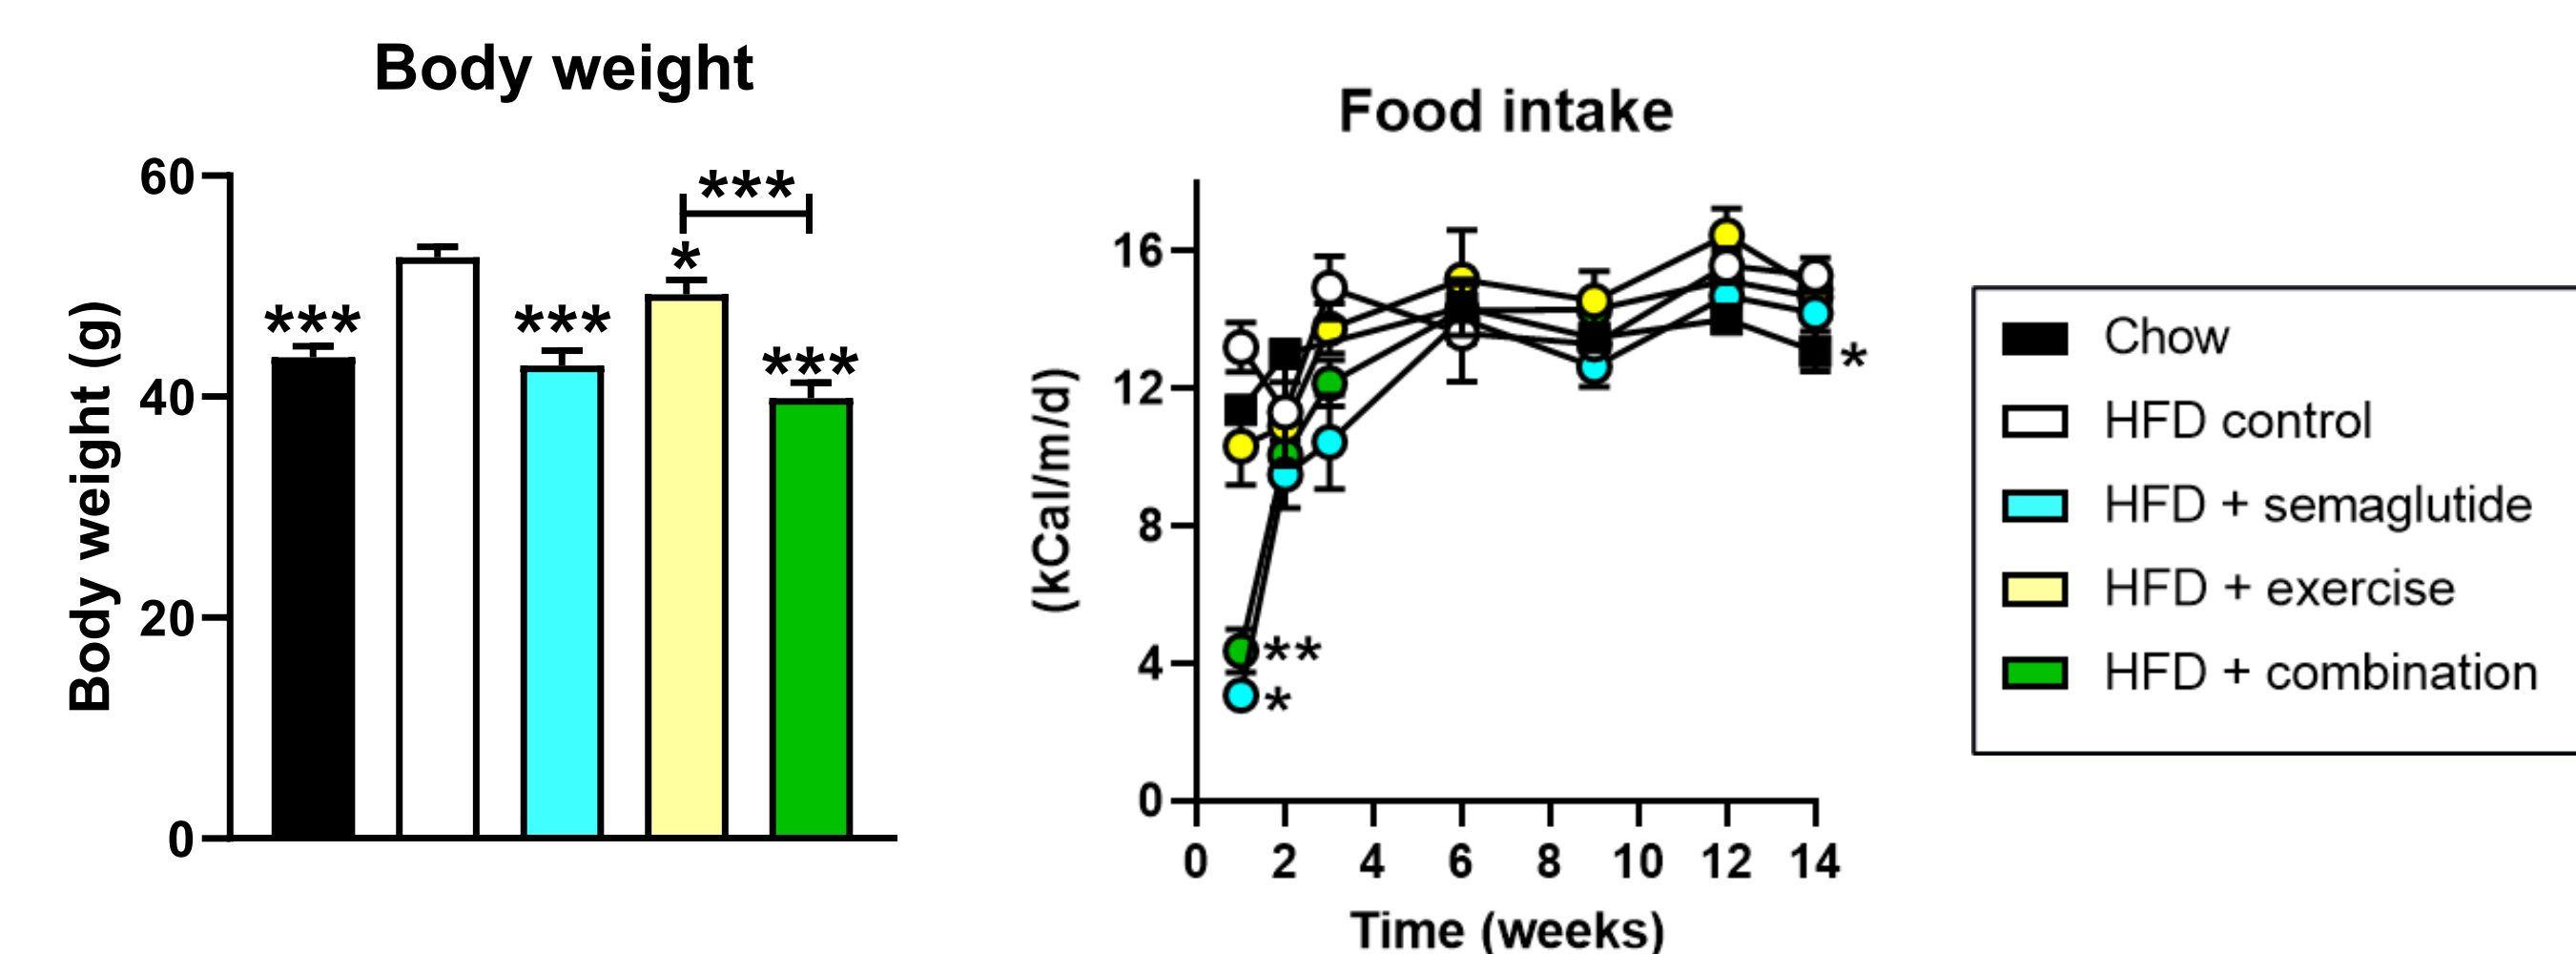 Body weight
Body weight (g)
60
40
20
0
***
***
*
***
***
Food intake
(kCal/m/d)
16
12
8
4
0
**
*
*
0 2 4 6 8 10 12 14
Time (weeks)
Chow
HFD control
HFD + semaglutide
HFD + exercise
HFD + combination